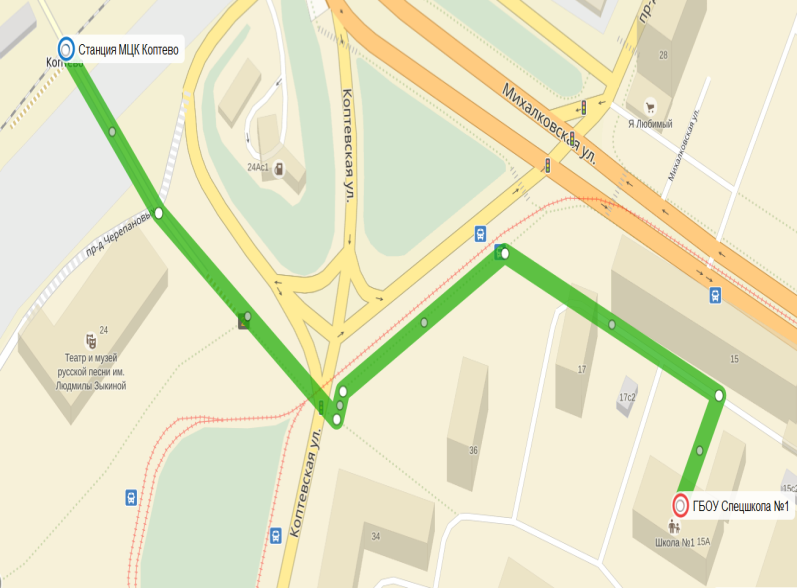 Станция МЦК Коптево
Коптево
пр-д Черепановых
24Ас1
Коптевская ул.
Михалковская ул.
28
Я Любимый
Михалковская ул.
24
Театр и музей
русской песни им.
Людмилы Зыкиной
17
17с2
15
36
34
Коптевская ул.
ГБОУ Спецшкола №1
Школа №1 15А